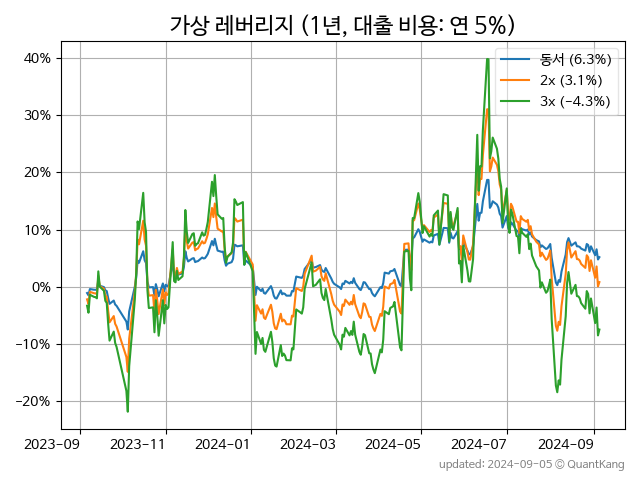 가상 레버리지 (1년, 대출 비용: 연 5%)
동서 (6.3%)
2x (3.1%)
3x (−4.3%)
40%
30%
20%
10%
0%
−10%
−20%
2023-09
2023-11
2024-01
2024-03
2024-05
2024-07
2024-09
updated: 2024-09-05 © QuantKang